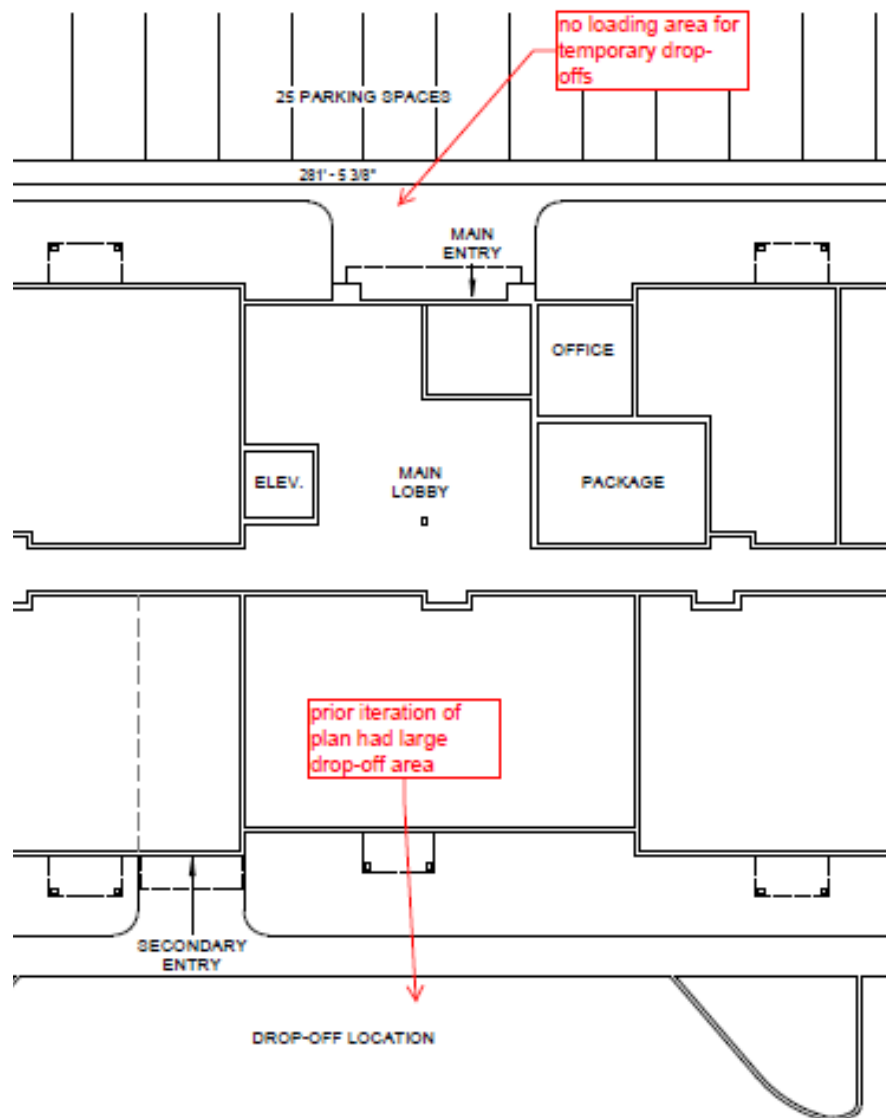 no loading area for
temporary drop-
offs
25 PARKING SPACES
281' - 5 3/8"
MAIN
ENTRY
OFFICE
ELEV.
MAIN
LOBBY
PACKAGE
prior iteration of
plan had large
drop-off area
SECONDARY
ENTRY
DROP-OFF LOCATION